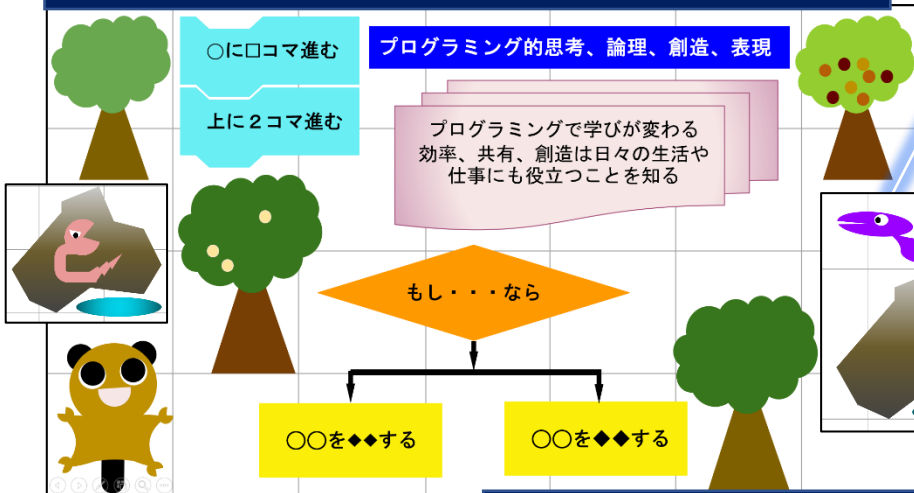 ○に□コマ進む
プログラミング的思考、論理、創造、表現
上に２コマ進む
プログラミングで学びが変わる
効率、共有、創造は日々の生活や
仕事にも役立つことを知る
もし・・・なら
○○を◆◆する
○○を◆◆する